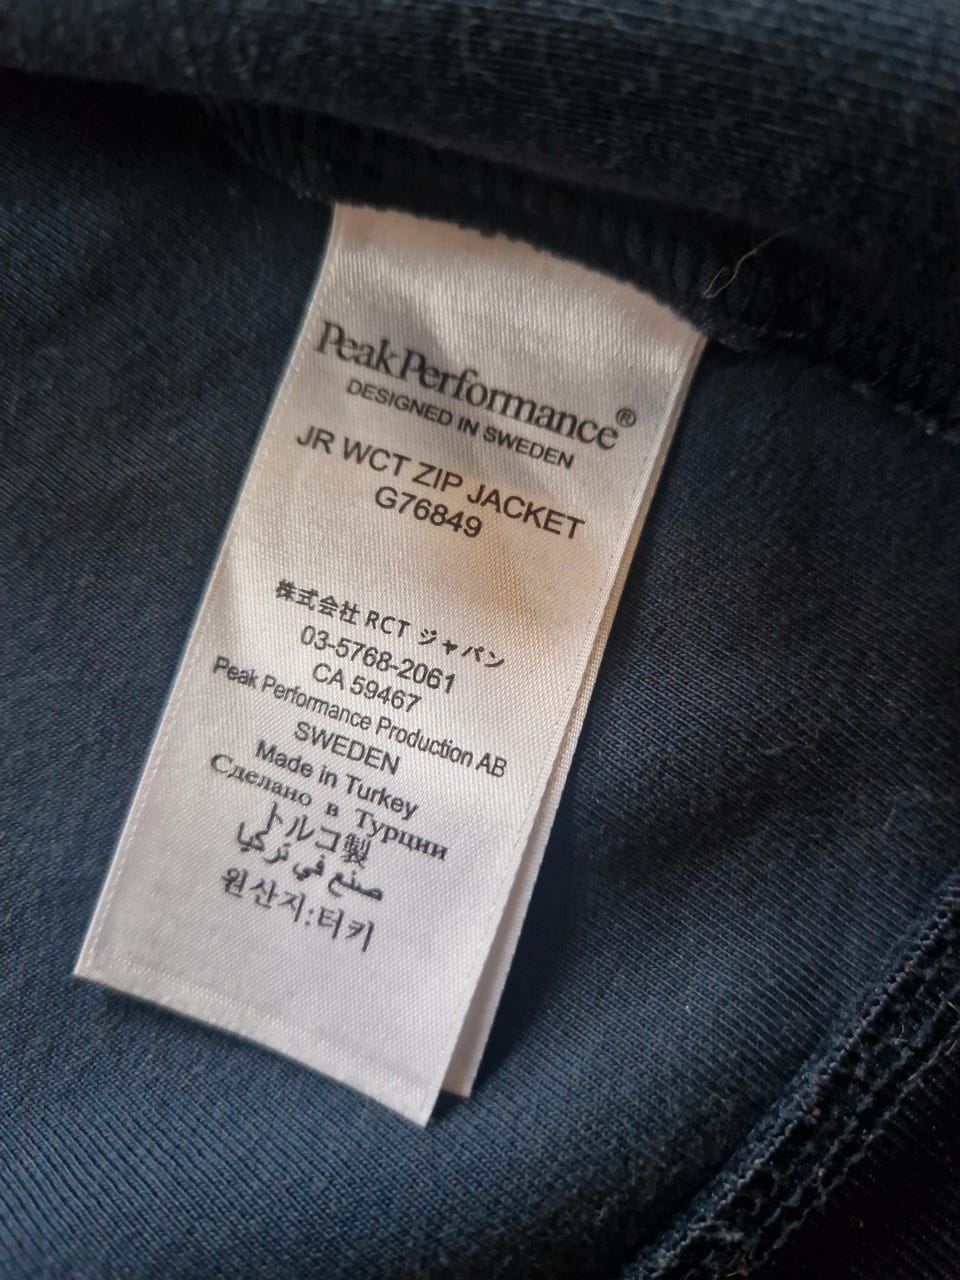 PeakPerformance®
DESIGNED IN SWEDEN
JR WCT ZIP JACKET
G76849
株式会社 RCT ジャパン
03-5768-2061
CA 59467
Peak Performance Production AB
SWEDEN
Made in Turkey
Сделано в Турции
トルコ製
صنع في تركيا
원산지:터키